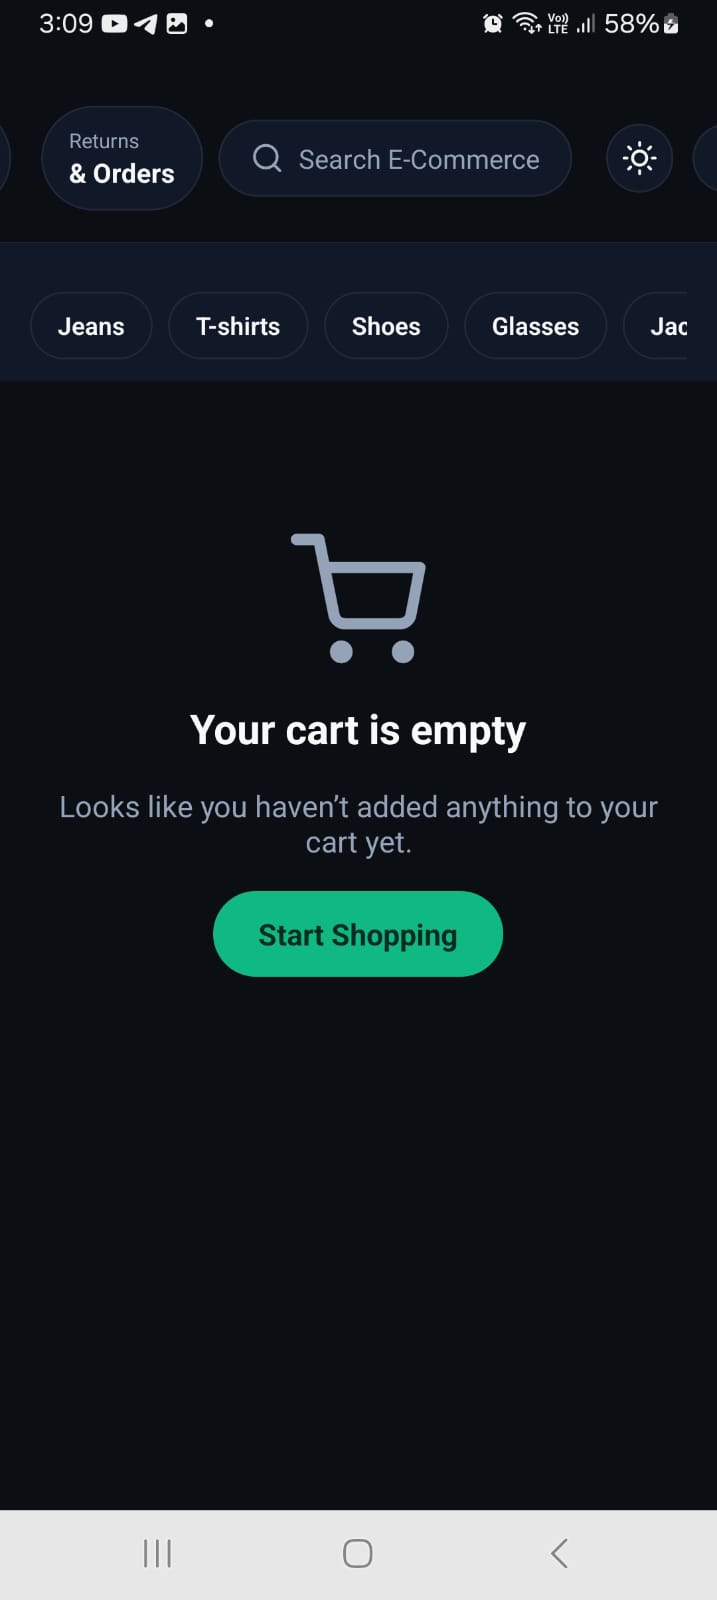 3:09
Vo))
LTE
58%
Returns
& Orders
Search E-Commerce
Jeans
T-shirts
Shoes
Glasses
Jac
Your cart is empty
Looks like you haven’t added anything to your
cart yet.
Start Shopping